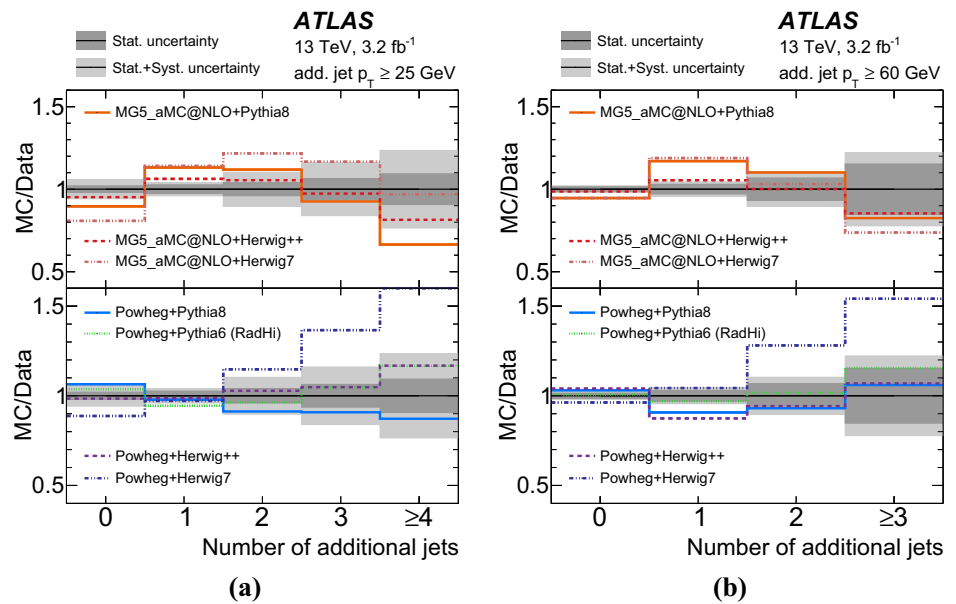 ATLAS
Stat. uncertainty
13 TeV, 3.2 fb⁻¹
Stat.+Syst. uncertainty
add. jet p_T ≥ 25 GeV
MC/Data
1.5
1
0.5
MG5_aMC@NLO+Pythia8
MG5_aMC@NLO+Herwig++
MG5_aMC@NLO+Herwig7
MC/Data
1.5
1
0.5
Powheg+Pythia8
Powheg+Pythia6 (RadHi)
Powheg+Herwig++
Powheg+Herwig7
0 1 2 3 ≥4
Number of additional jets
(a)
ATLAS
Stat. uncertainty
13 TeV, 3.2 fb⁻¹
Stat.+Syst. uncertainty
add. jet p_T ≥ 60 GeV
MC/Data
1.5
1
0.5
MG5_aMC@NLO+Pythia8
MG5_aMC@NLO+Herwig++
MG5_aMC@NLO+Herwig7
MC/Data
1.5
1
0.5
Powheg+Pythia8
Powheg+Pythia6 (RadHi)
Powheg+Herwig++
Powheg+Herwig7
0 1 2 ≥3
Number of additional jets
(b)